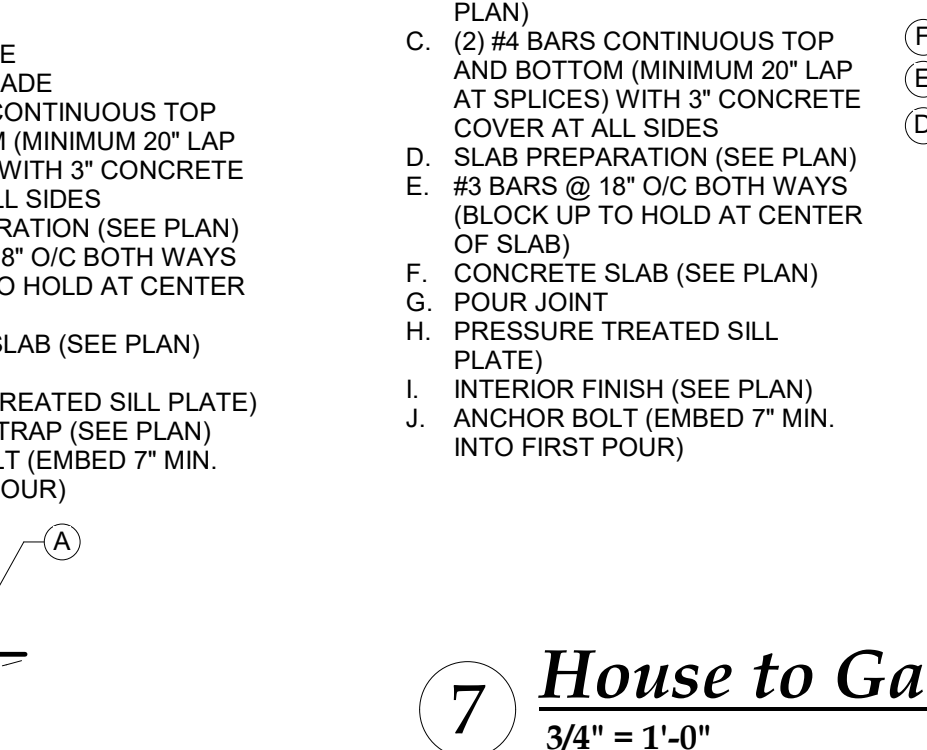 E
ADE
CONTINUOUS TOP
(MINIMUM 20" LAP
WITH 3" CONCRETE
SIDES
(SEE PLAN)
8" O/C BOTH WAYS
O HOLD AT CENTER
SLAB (SEE PLAN)
REATED SILL PLATE)
TRAP (SEE PLAN)
LT (EMBED 7" MIN.
OUR)
A
PLAN)
C. (2) #4 BARS CONTINUOUS TOP
AND BOTTOM (MINIMUM 20" LAP
AT SPLICES) WITH 3" CONCRETE
COVER AT ALL SIDES
D. SLAB PREPARATION (SEE PLAN)
E. #3 BARS @ 18" O/C BOTH WAYS
(BLOCK UP TO HOLD AT CENTER
OF SLAB)
F. CONCRETE SLAB (SEE PLAN)
G. POUR JOINT
H. PRESSURE TREATED SILL
PLATE)
I. INTERIOR FINISH (SEE PLAN)
J. ANCHOR BOLT (EMBED 7" MIN.
INTO FIRST POUR)
F
E
D
7
House to Ga
3/4" = 1'-0"